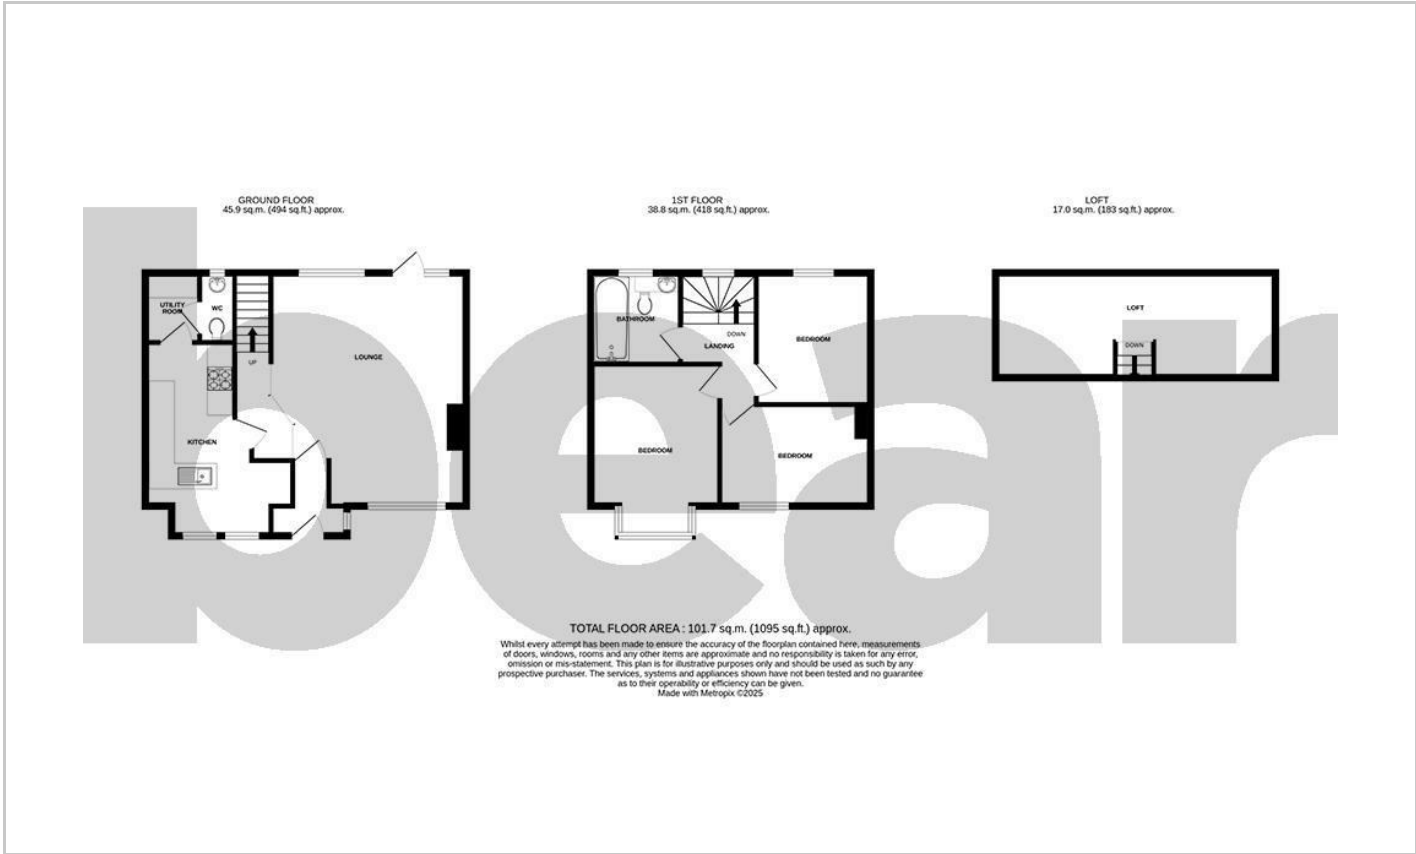 GROUND FLOOR
45.9 sq.m. (494 sq.ft.) approx.
1ST FLOOR
38.8 sq.m. (418 sq.ft.) approx.
LOFT
17.0 sq.m. (183 sq.ft.) approx.
UTILITY
ROOM
WC
UP
LOUNGE
KITCHEN
BATHROOM
DOWN
LANDING
BEDROOM
BEDROOM
BEDROOM
LOFT
DOWN
bear
TOTAL FLOOR AREA : 101.7 sq.m. (1095 sq.ft.) approx.
Whilst every attempt has been made to ensure the accuracy of the floorplan contained here, measurements
of doors, windows, rooms and any other items are approximate and no responsibility is taken for any error,
omission or mis-statement. This plan is for illustrative purposes only and should be used as such by any
prospective purchaser. The services, systems and appliances shown have not been tested and no guarantee
as to their operability or efficiency can be given.
Made with Metropix ©2025